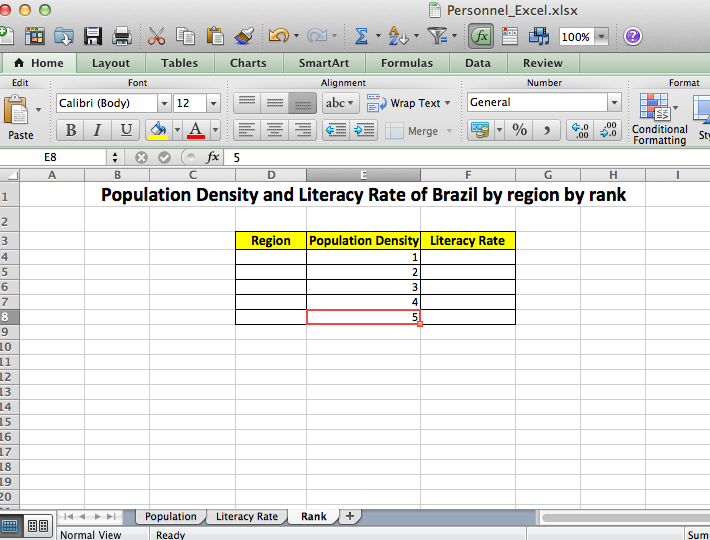 Personnel_Excel.xlsx
100%
Home Layout Tables Charts SmartArt Formulas Data Review
Edit Font Alignment Number Format
Calibri (Body) 12 abc Wrap Text General
Paste B I U A Merge % Conditional Formatting
E8 fx 5
A B C D E F G H I
1 Population Density and Literacy Rate of Brazil by region by rank
2
3 Region Population Density Literacy Rate
4 1
5 2
6 3
7 4
8 5
9
10
11
12
13
14
15
16
17
18
19
20
Population Literacy Rate Rank
Normal View Ready Sum